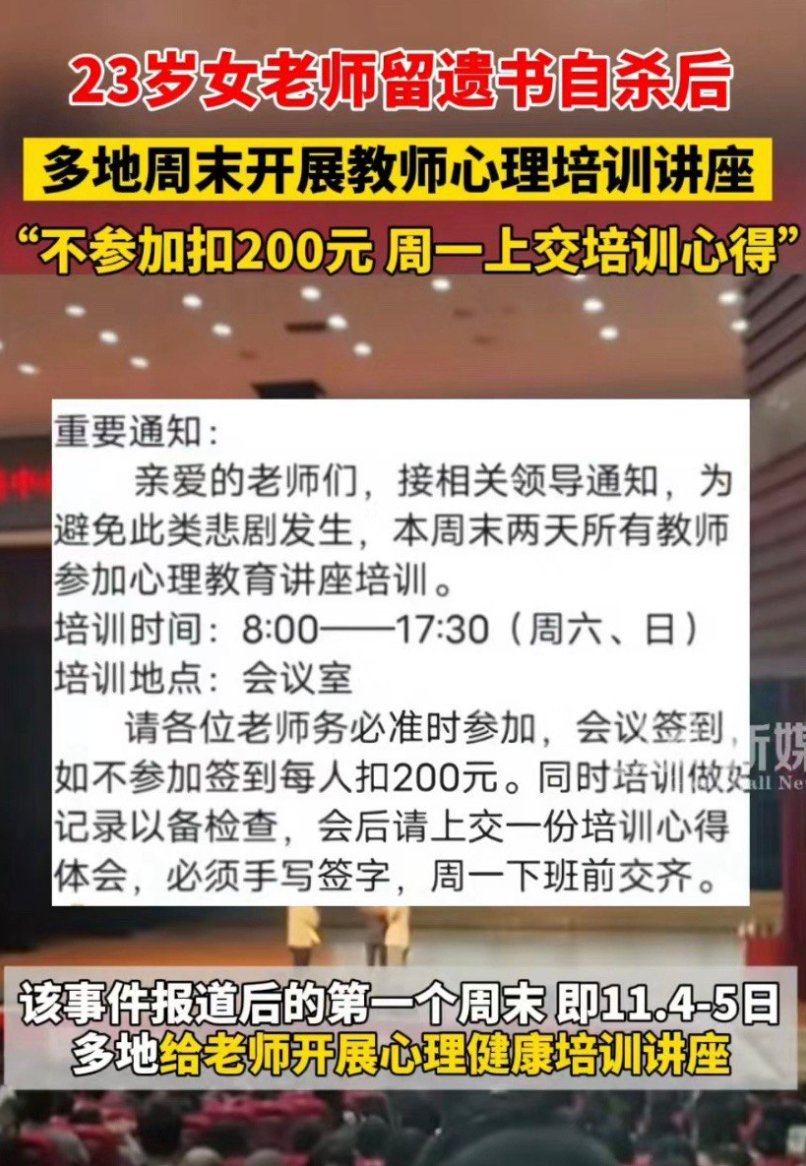 23岁女老师留遗书自杀后
多地周末开展教师心理培训讲座
“不参加扣200元 周一上交培训心得”
重要通知：
亲爱的老师们，接相关领导通知，为
避免此类悲剧发生，本周末两天所有教师
参加心理教育讲座培训。
培训时间：8:00——17:30（周六、日）
培训地点：会议室
请各位老师务必准时参加，会议签到，
如不参加签到每人扣200元。同时培训做好
记录以备检查，会后请上交一份培训心得
体会，必须手写签字，周一下班前交齐。
该事件报道后的第一个周末 即11.4-5日
多地给老师开展心理健康培训讲座